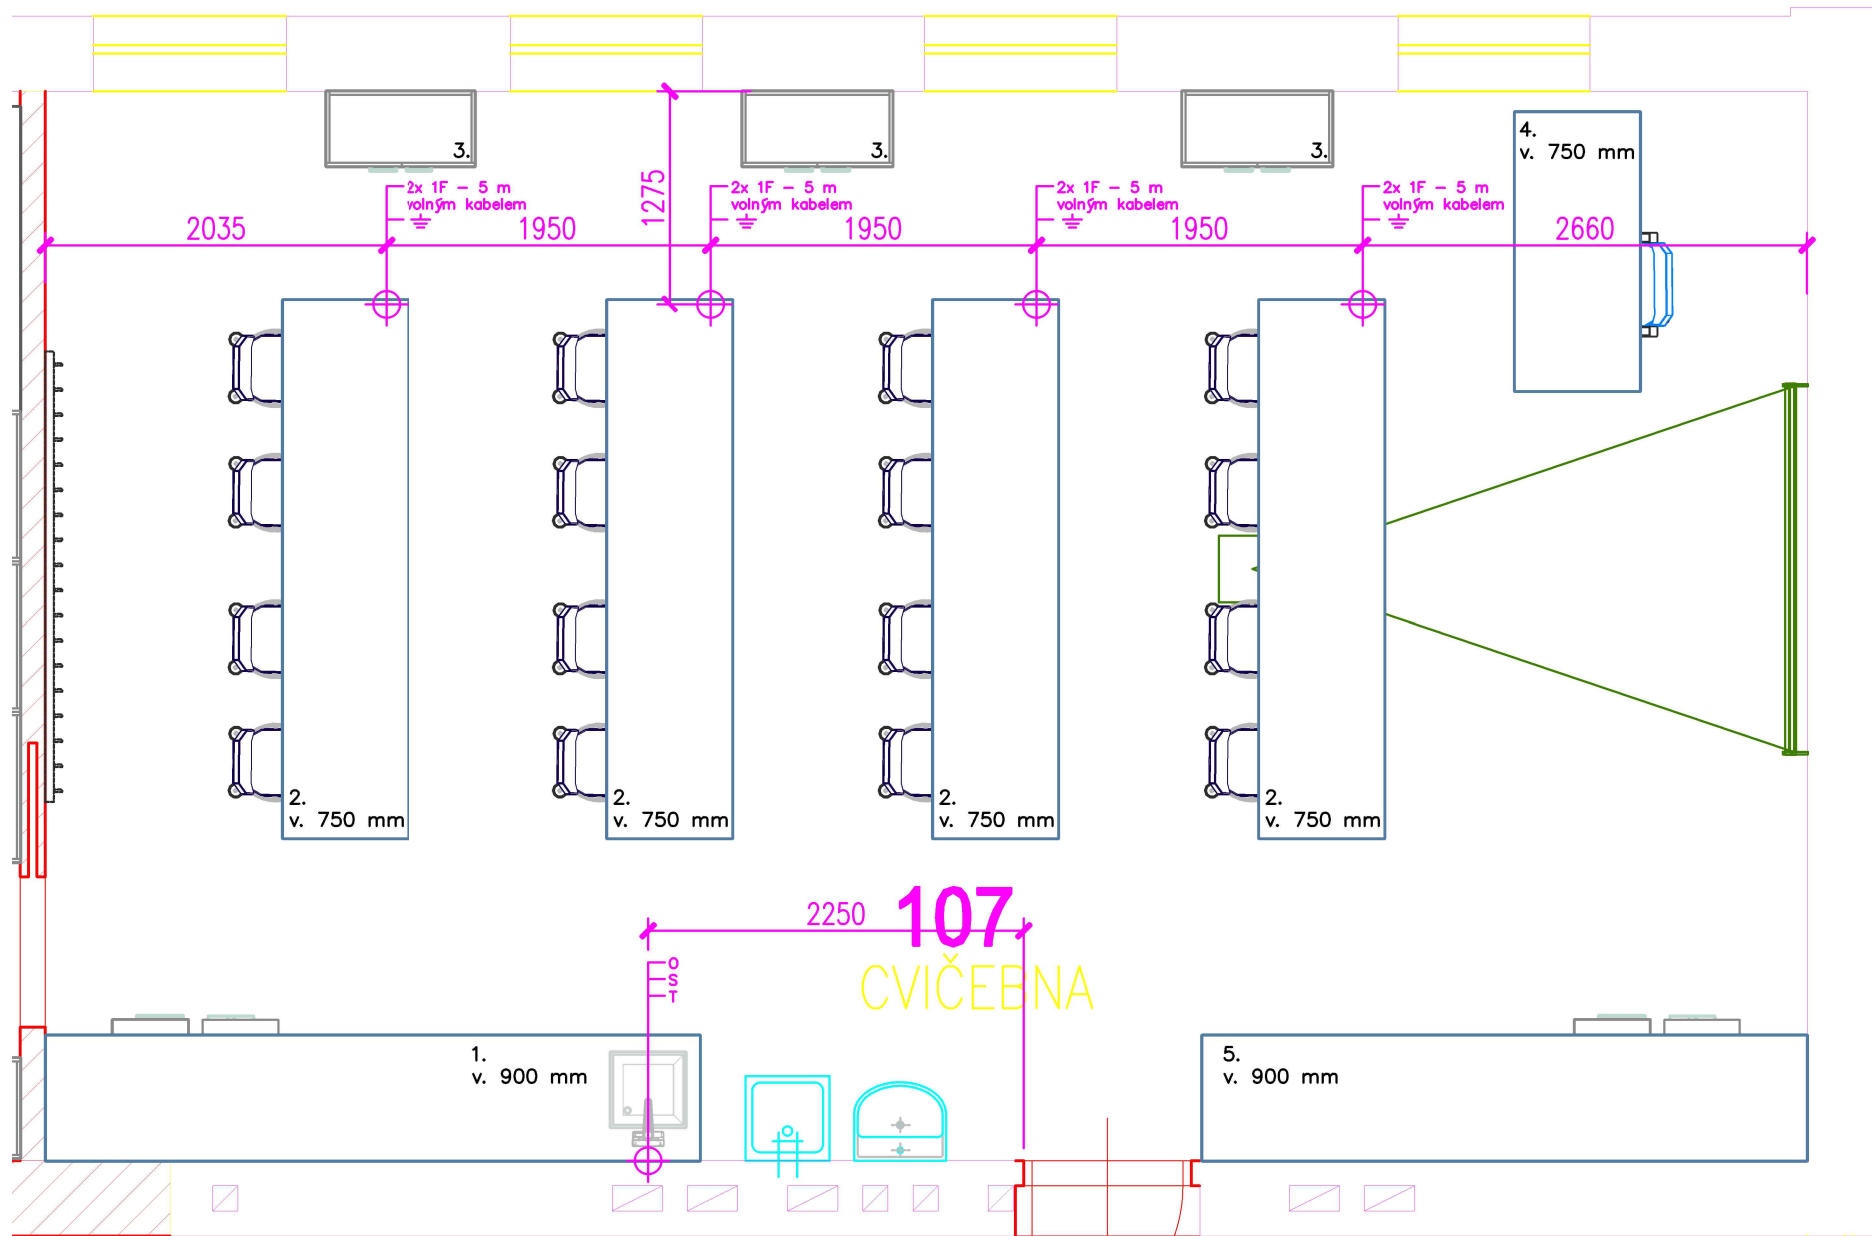 4.
v. 750 mm
3.
3.
3.
2x 1F – 5 m
volným kabelem
2x 1F – 5 m
volným kabelem
2x 1F – 5 m
volným kabelem
2x 1F – 5 m
volným kabelem
1275
2035
1950
1950
1950
2660
2.
v. 750 mm
2.
v. 750 mm
2.
v. 750 mm
2.
v. 750 mm
2250
107
CVIČEBNA
O
S
T
1.
v. 900 mm
5.
v. 900 mm